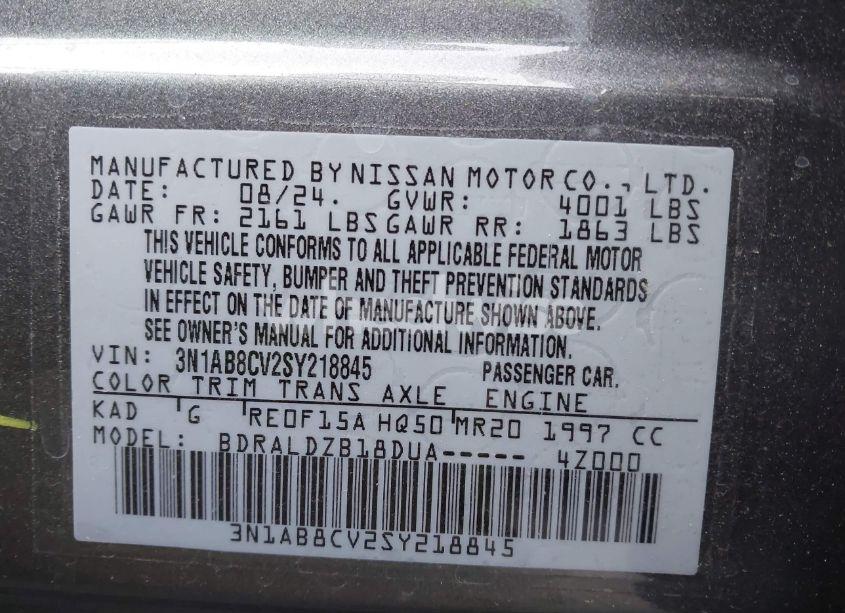 MANUFACTURED BY NISSAN MOTOR CO., LTD.
DATE: 08/24. GVWR: 4001 LBS
GAWR FR: 2161 LBS GAWR RR: 1863 LBS
THIS VEHICLE CONFORMS TO ALL APPLICABLE FEDERAL MOTOR
VEHICLE SAFETY, BUMPER AND THEFT PREVENTION STANDARDS
IN EFFECT ON THE DATE OF MANUFACTURE SHOWN ABOVE.
SEE OWNER'S MANUAL FOR ADDITIONAL INFORMATION.
VIN: 3N1AB8CV2SY218845 PASSENGER CAR.
COLOR TRIM TRANS AXLE ENGINE
KAD G RE0F15A HQ50 MR20 1997 CC
MODEL: BDRALDZB18DUA----- 4Z000
3N1AB8CV2SY218845